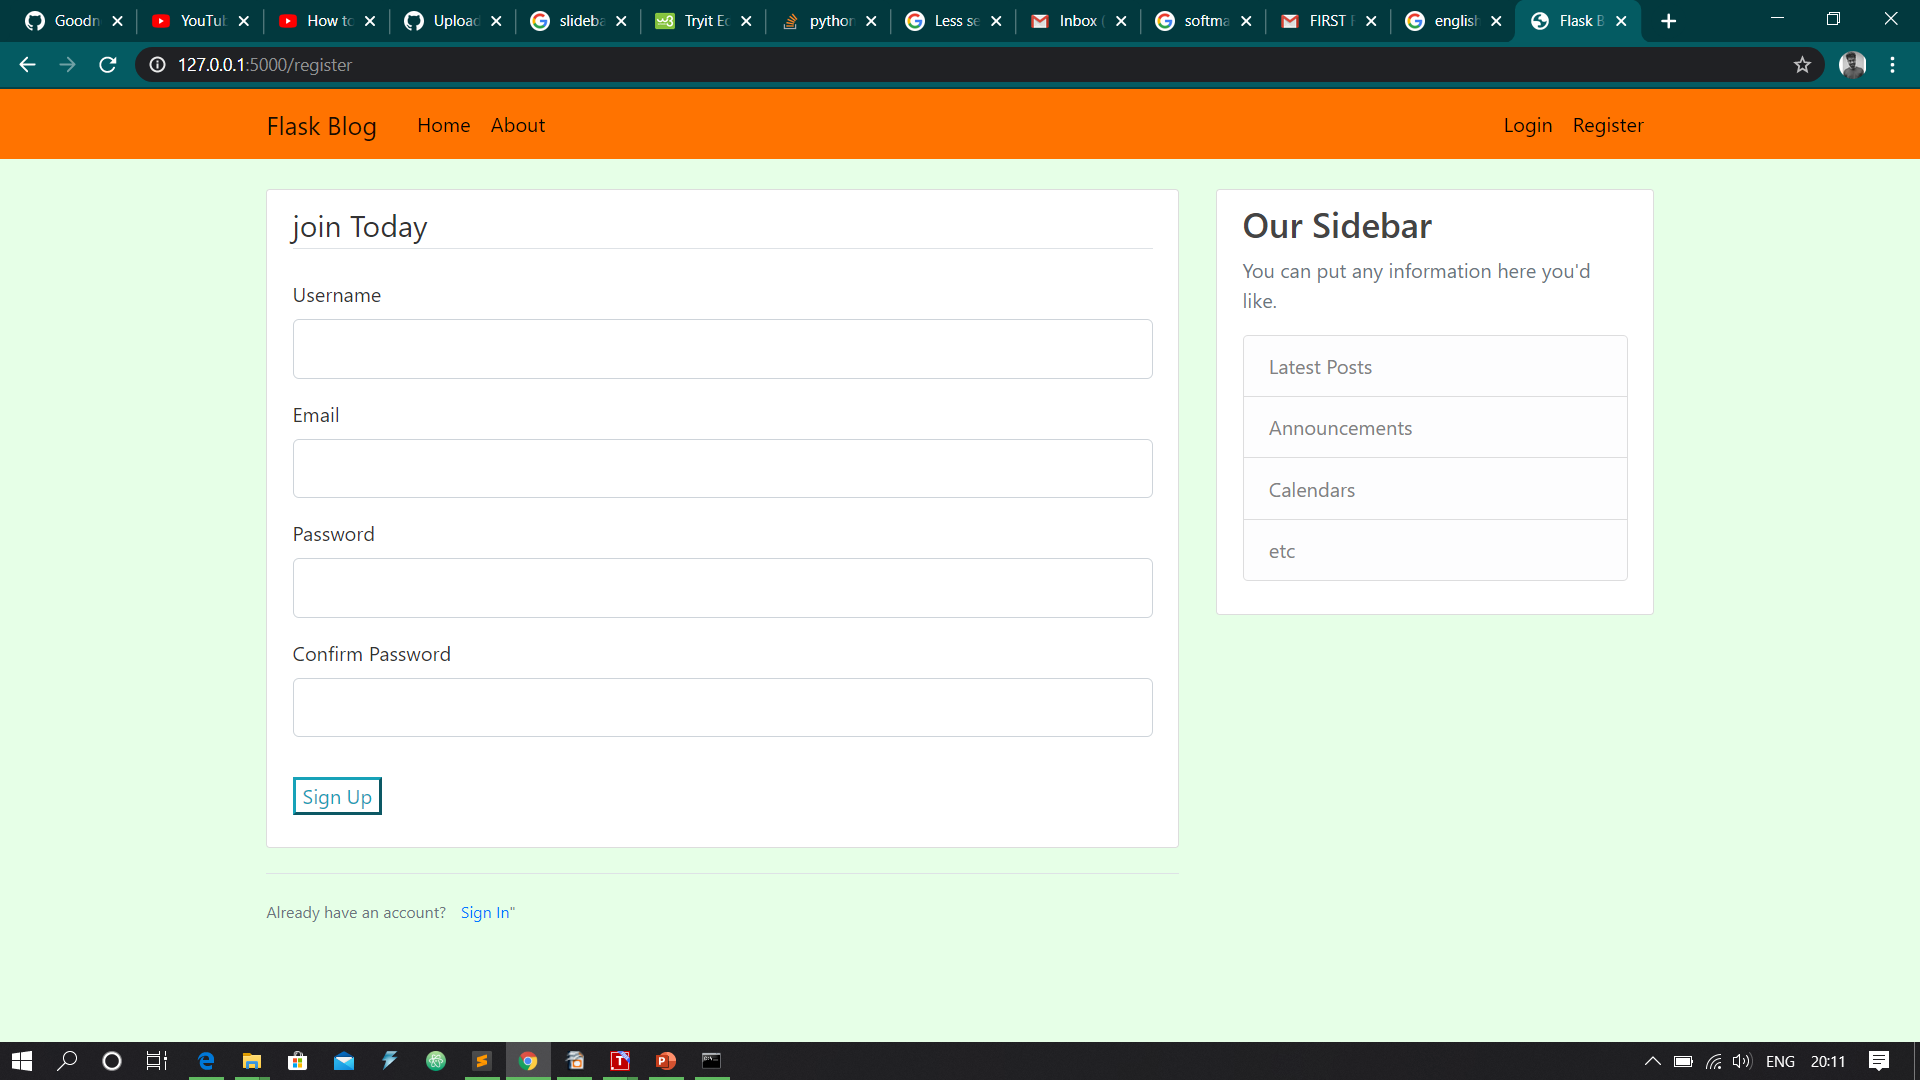 Goodn YouTub How to Upload slideba Tryit Ed python Less se Inbox ( softma FIRST F english Flask B
127.0.0.1:5000/register
Flask Blog Home About Login Register
join Today
Username
Email
Password
Confirm Password
Sign Up
Already have an account? Sign In"
Our Sidebar
You can put any information here you'd
like.
Latest Posts
Announcements
Calendars
etc
ENG 20:11